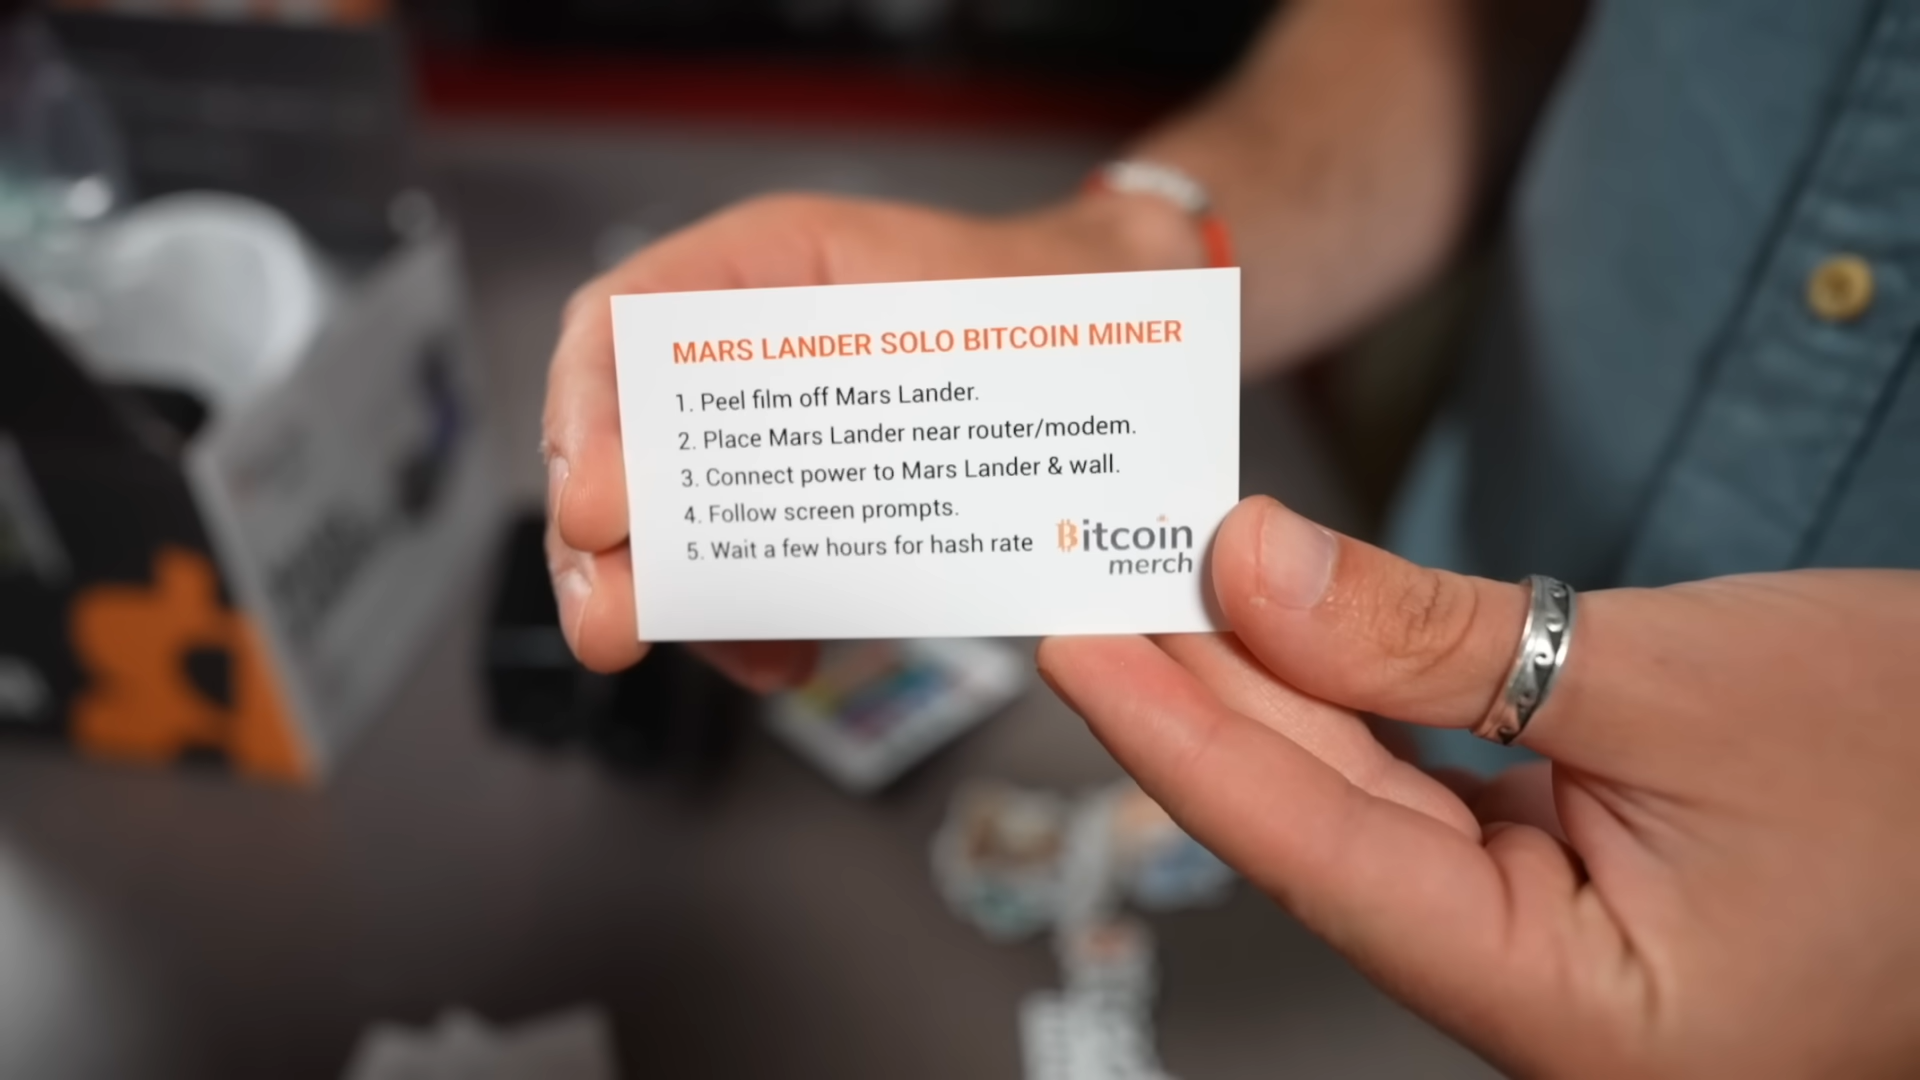 MARS LANDER SOLO BITCOIN MINER
1. Peel film off Mars Lander.
2. Place Mars Lander near router/modem.
3. Connect power to Mars Lander & wall.
4. Follow screen prompts.
5. Wait a few hours for hash rate
Bitcoin
merch